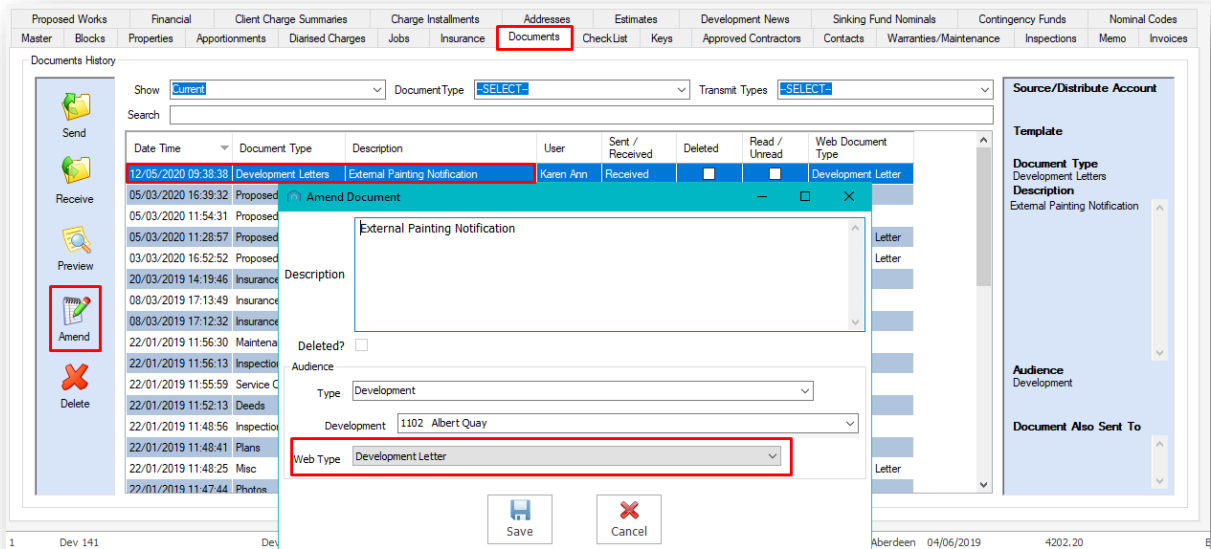 Proposed Works Financial Client Charge Summaries Charge Installments Addresses Estimates Development News Sinking Fund Nominals Contingency Funds Nominal Codes
Master Blocks Properties Apportionments Diarised Charges Jobs Insurance Documents CheckList Keys Approved Contractors Contacts Warranties/Maintenance Inspections Memo Invoices
Documents History
Show Current DocumentType --SELECT-- Transmit Types --SELECT--
Search
Send
Receive
Preview
Amend
Delete
Date Time Document Type Description User Sent / Received Deleted Read / Unread Web Document Type
12/05/2020 09:38:38 Development Letters External Painting Notification Karen Ann Received Development Letter
05/03/2020 16:39:32 Proposed
05/03/2020 11:54:31 Proposed
05/03/2020 11:28:57 Proposed Letter
03/03/2020 16:52:52 Proposed Letter
20/03/2019 14:19:46 Insurance
08/03/2019 17:13:49 Insurance
08/03/2019 17:12:32 Insurance
22/01/2019 11:56:30 Maintena
22/01/2019 11:56:13 Inspection
22/01/2019 11:55:59 Service C
22/01/2019 11:52:13 Deeds
22/01/2019 11:48:56 Inspection
22/01/2019 11:48:41 Plans
22/01/2019 11:48:25 Misc Letter
22/01/2019 11:47:44 Photos
Amend Document
External Painting Notification
Description
Deleted?
Audience
Type Development
Development 1102 Albert Quay
Web Type Development Letter
Save Cancel
Source/Distribute Account
Template
Document Type
Development Letters
Description
External Painting Notification
Audience
Development
Document Also Sent To
1 Dev 141 Dev Aberdeen 04/06/2019 4202.20